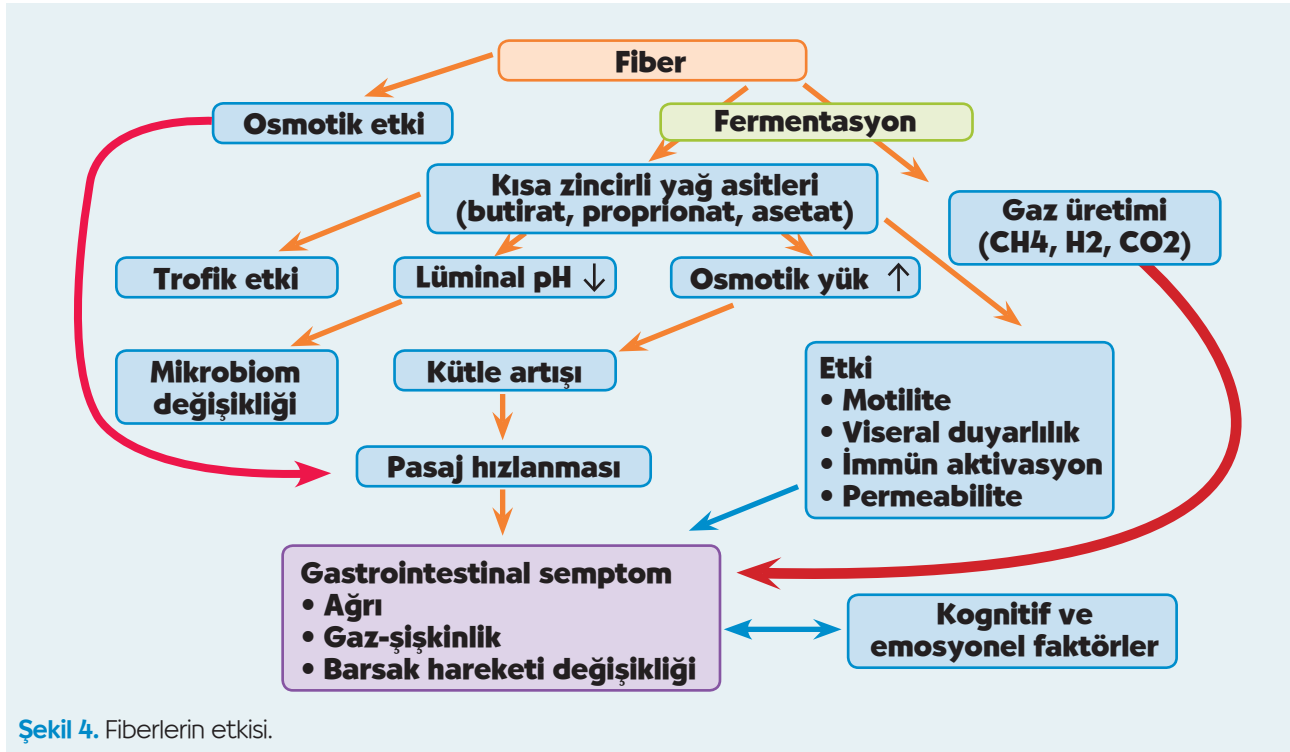 Fiber
Osmotik etki
Fermentasyon
Kısa zincirli yağ asitleri
(butirat, proprionat, asetat)
Gaz üretimi
(CH4, H2, CO2)
Trofik etki
Lüminal pH ↓
Osmotik yük ↑
Mikrobiom
değişikliği
Kütle artışı
Etki
• Motilite
• Viseral duyarlılık
• İmmün aktivasyon
• Permeabilite
Pasaj hızlanması
Gastrointestinal semptom
• Ağrı
• Gaz-şişkinlik
• Barsak hareketi değişikliği
Kognitif ve
emosyonel faktörler
Şekil 4. Fiberlerin etkisi.